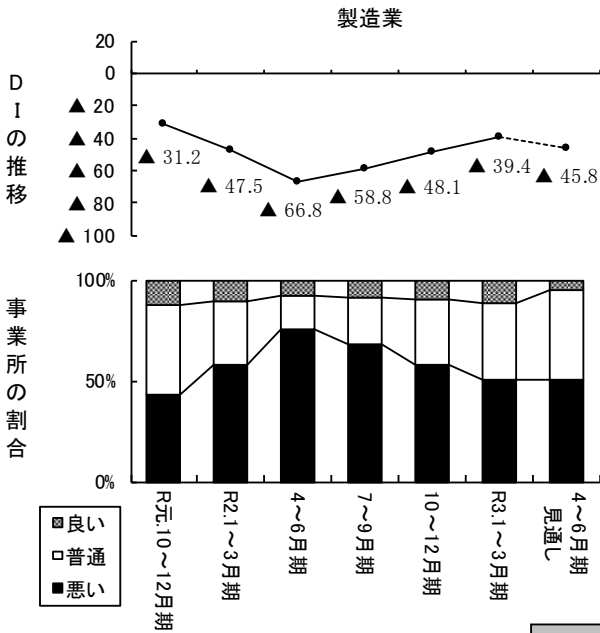 製造業
DIの推移
20
0
▲ 20
▲ 40
▲ 60
▲ 80
▲ 100
▲ 31.2
▲ 47.5
▲ 66.8
▲ 58.8
▲ 48.1
▲ 39.4
▲ 45.8
事業所の割合
100%
50%
0%
R元.10～12月期
R2.1～3月期
4～6月期
7～9月期
10～12月期
R3.1～3月期
4～6月期
見通し
良い
普通
悪い